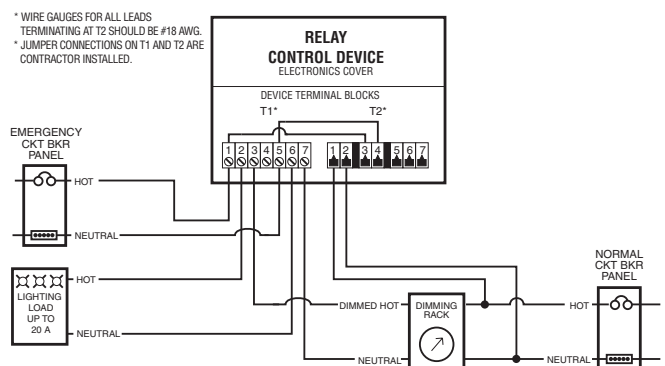 * WIRE GAUGES FOR ALL LEADS
TERMINATING AT T2 SHOULD BE #18 AWG.
* JUMPER CONNECTIONS ON T1 AND T2 ARE
CONTRACTOR INSTALLED.
RELAY
CONTROL DEVICE
ELECTRONICS COVER
DEVICE TERMINAL BLOCKS
T1* T2*
1 2 3 4 5 6 7 1 2 3 4 5 6 7
EMERGENCY
CKT BKR
PANEL
HOT
NEUTRAL
HOT
LIGHTING
LOAD
UP TO
20 A
NEUTRAL
DIMMED HOT
DIMMING
RACK
NEUTRAL
NORMAL
CKT BKR
PANEL
HOT
NEUTRAL